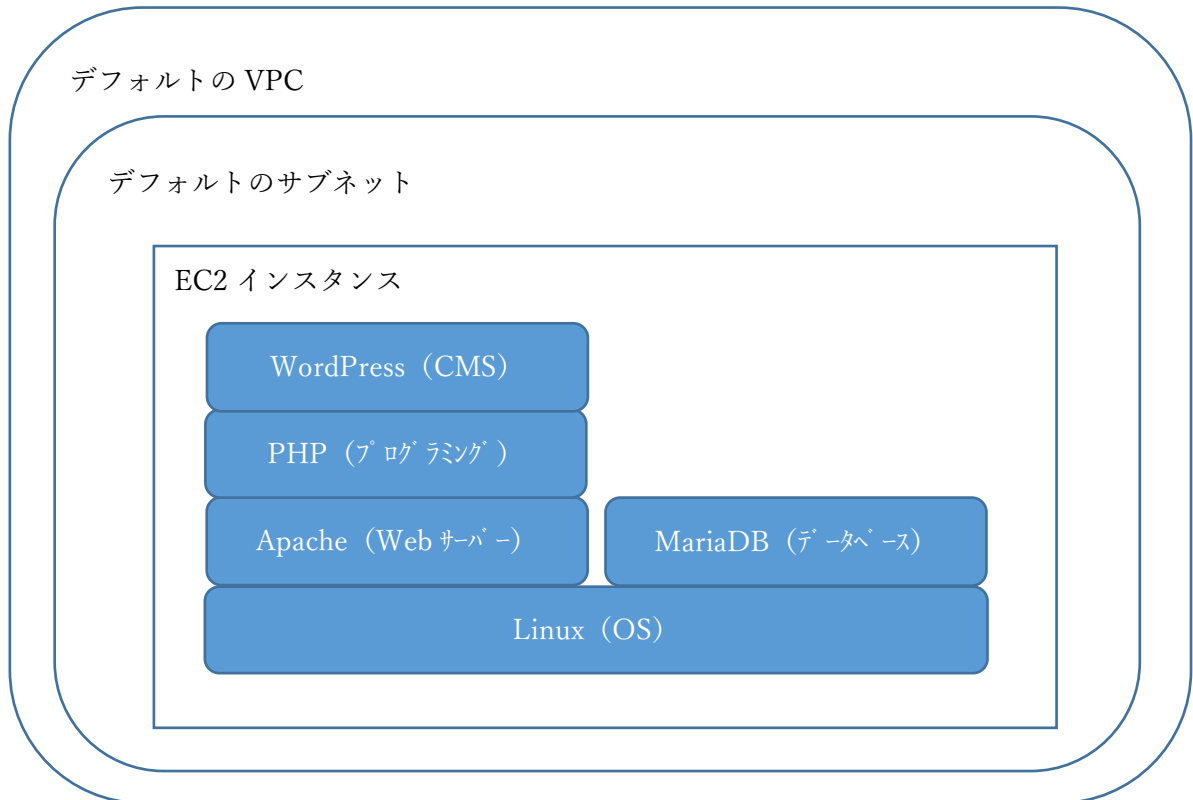 デフォルトの VPC
デフォルトのサブネット
EC2 インスタンス
WordPress（CMS）
PHP（ﾌﾟﾛｸﾞﾗﾐﾝｸﾞ）
Apache（Web ｻｰﾊﾞｰ）
MariaDB（ﾃﾞｰﾀﾍﾞｰｽ）
Linux（OS）